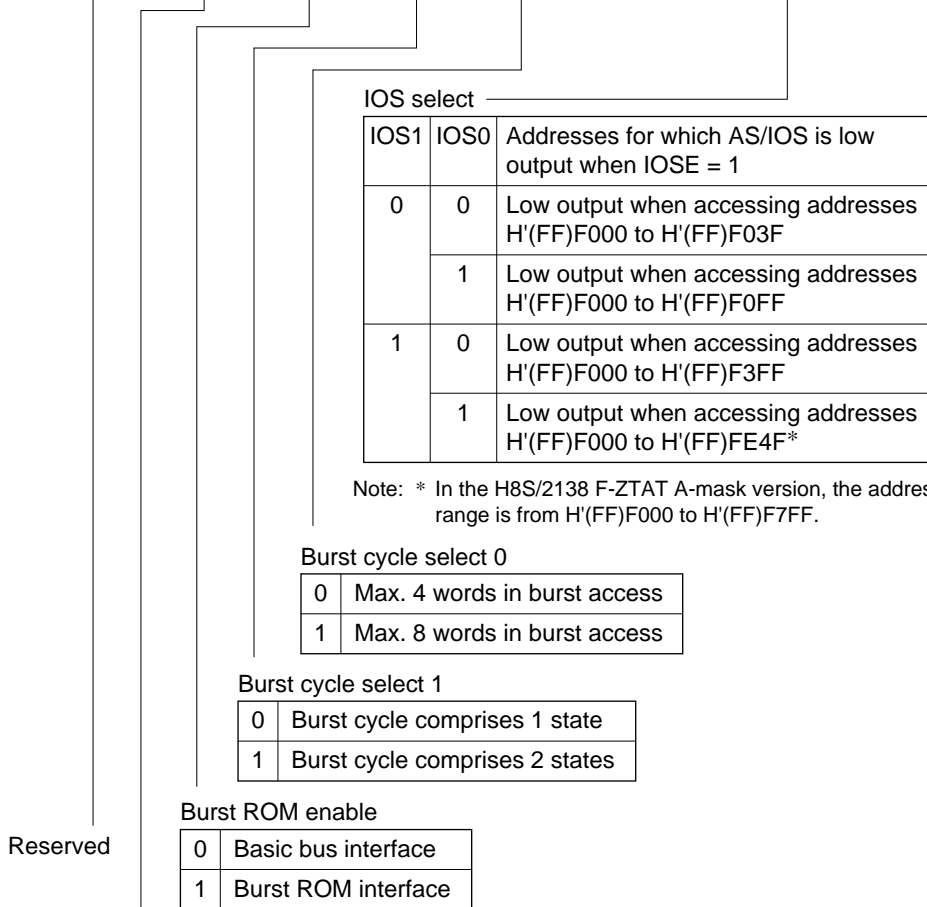 IOS select
IOS1 IOS0 Addresses for which AS/IOS is low
output when IOSE = 1
0 0 Low output when accessing addresses
H'(FF)F000 to H'(FF)F03F
1 Low output when accessing addresses
H'(FF)F000 to H'(FF)F0FF
1 0 Low output when accessing addresses
H'(FF)F000 to H'(FF)F3FF
1 Low output when accessing addresses
H'(FF)F000 to H'(FF)FE4F*
Note: * In the H8S/2138 F-ZTAT A-mask version, the addres
range is from H'(FF)F000 to H'(FF)F7FF.
Burst cycle select 0
0 Max. 4 words in burst access
1 Max. 8 words in burst access
Burst cycle select 1
0 Burst cycle comprises 1 state
1 Burst cycle comprises 2 states
Burst ROM enable
Reserved
0 Basic bus interface
1 Burst ROM interface